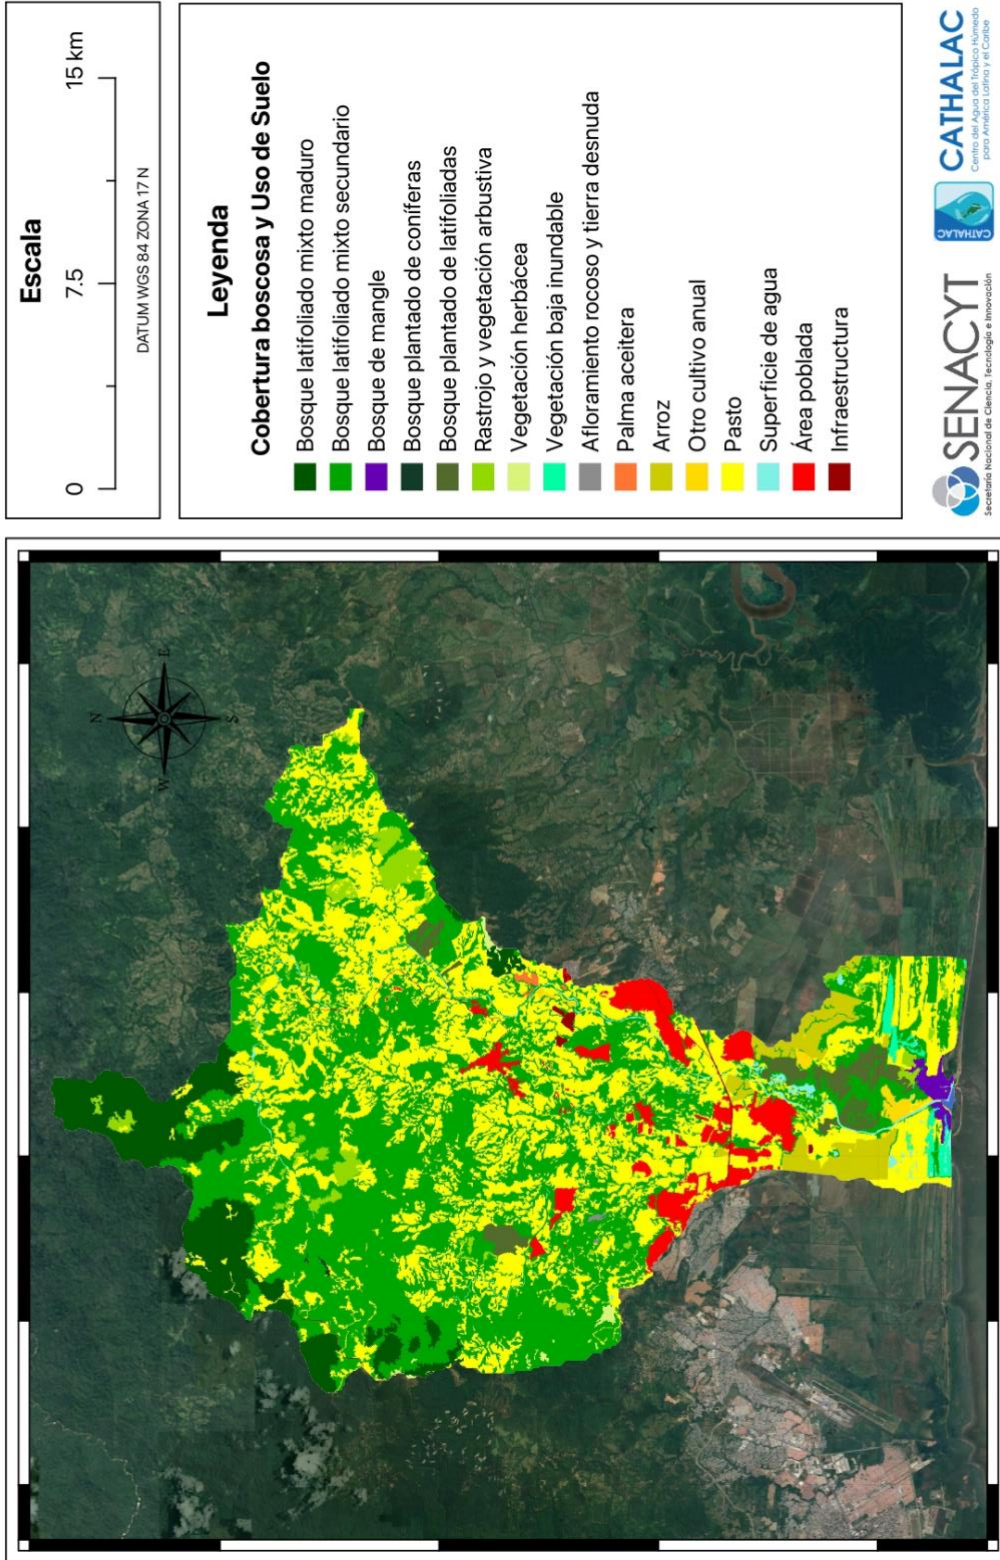 N
W
E
S
Escala
0
7.5
15 km
DATUM WGS 84 ZONA 17 N
Leyenda
Cobertura boscosa y Uso de Suelo
Bosque latifoliado mixto maduro
Bosque latifoliado mixto secundario
Bosque de mangle
Bosque plantado de coníferas
Bosque plantado de latifoliadas
Rastrojo y vegetación arbustiva
Vegetación herbácea
Vegetación baja inundable
Afloramiento rocoso y tierra desnuda
Palma aceitera
Arroz
Otro cultivo anual
Pasto
Superficie de agua
Área poblada
Infraestructura
SENACYT
Secretaría Nacional de Ciencia, Tecnología e Innovación
CATHALAC
CATHALAC
Centro del Agua del Trópico Húmedo
para América Latina y el Caribe